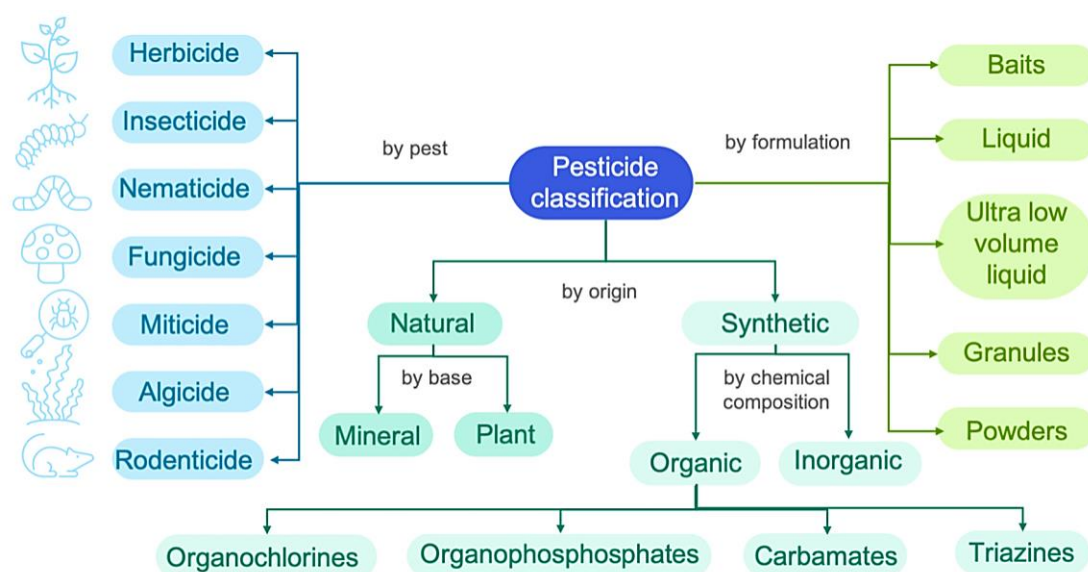 Herbicide
Insecticide
Nematicide
Fungicide
Miticide
Algicide
Rodenticide
by pest
Pesticide
classification
by formulation
Baits
Liquid
Ultra low
volume
liquid
Granules
Powders
by origin
Natural
by base
Mineral
Plant
Synthetic
by chemical
composition
Organic
Inorganic
Organochlorines
Organophosphosphates
Carbamates
Triazines